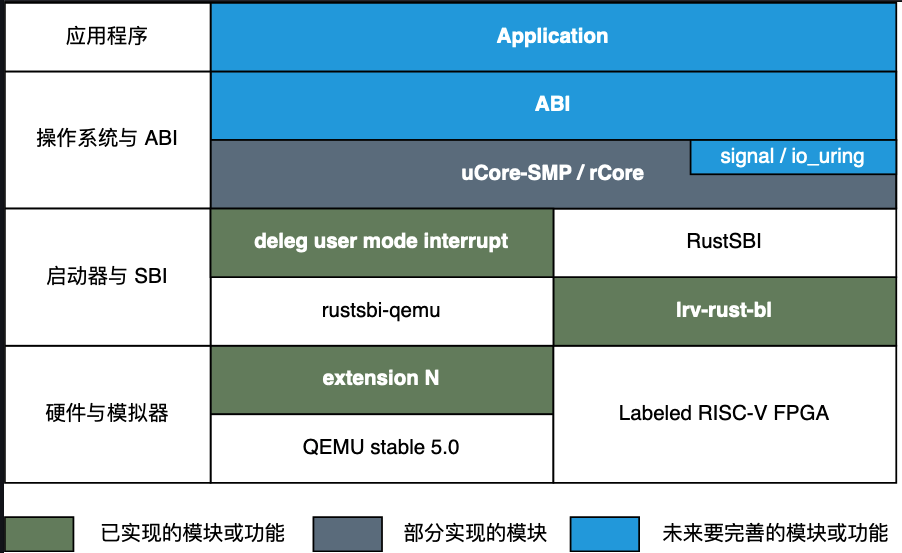 应用程序
Application
操作系统与 ABI
ABI
signal / io_uring
uCore-SMP / rCore
启动器与 SBI
deleg user mode interrupt
RustSBI
rustsbi-qemu
lrv-rust-bl
硬件与模拟器
extension N
Labeled RISC-V FPGA
QEMU stable 5.0
已实现的模块或功能
部分实现的模块
未来要完善的模块或功能